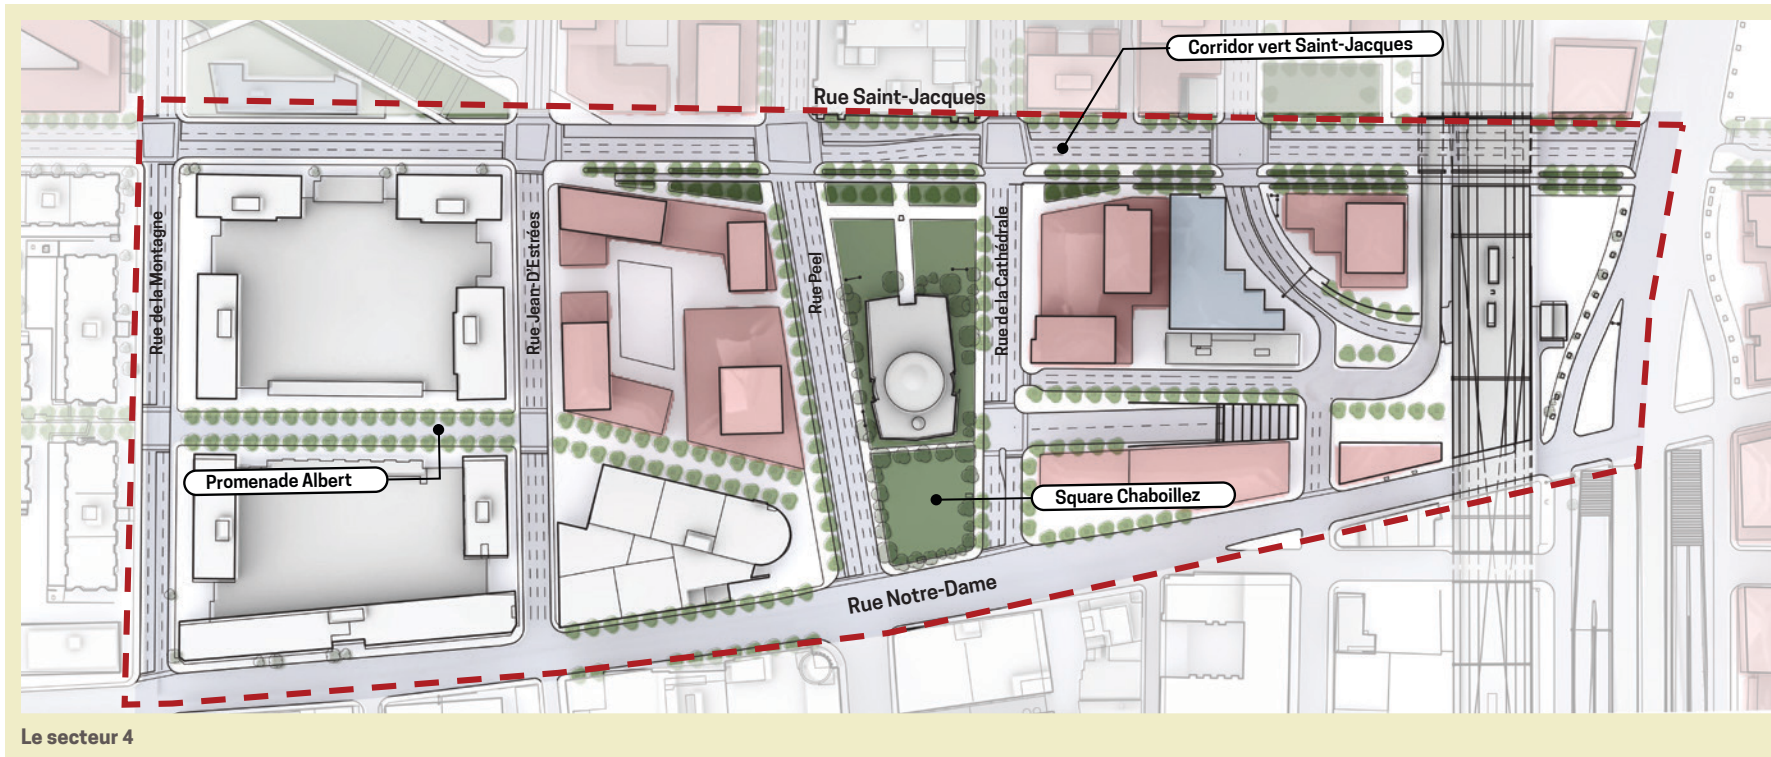 Corridor vert Saint-Jacques
Rue Saint-Jacques
Rue de la Montagne
Rue Jean-D'Estrées
Rue Peel
Rue de la Cathédrale
Promenade Albert
Square Chaboillez
Rue Notre-Dame
Le secteur 4